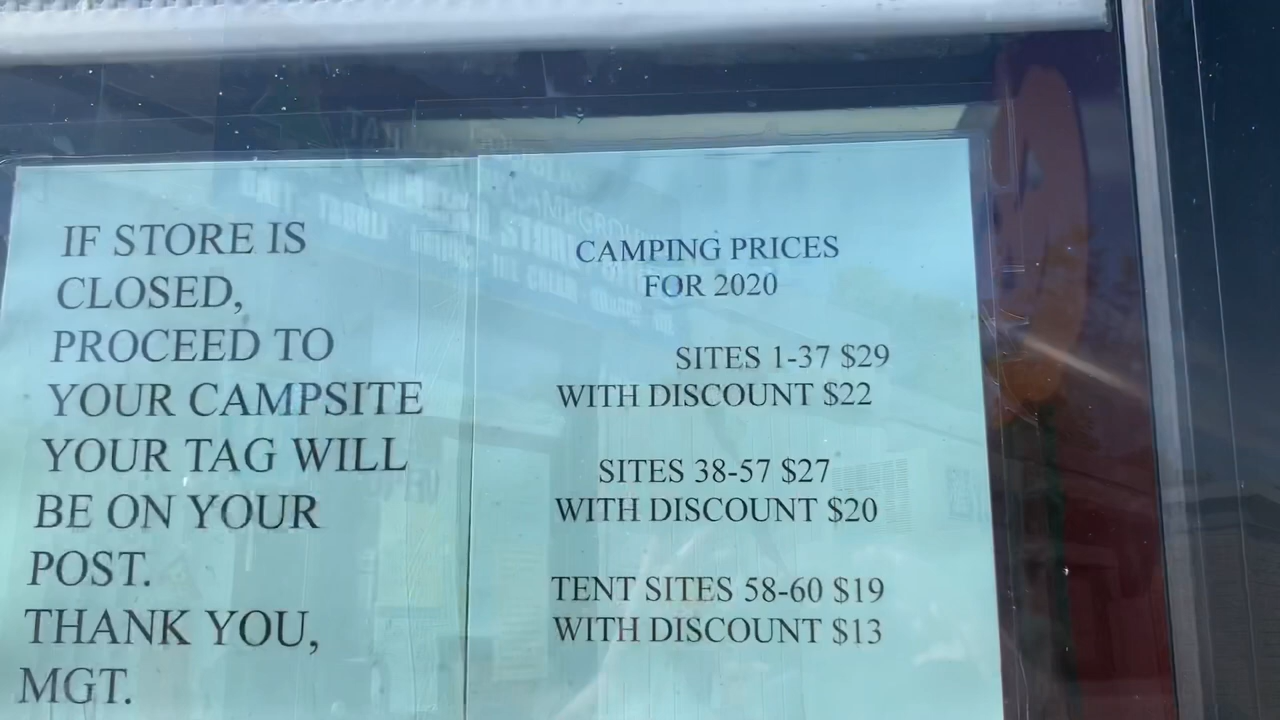 IF STORE IS
CLOSED,
PROCEED TO
YOUR CAMPSITE
YOUR TAG WILL
BE ON YOUR
POST.
THANK YOU,
MGT.
CAMPING PRICES
FOR 2020
SITES 1-37 $29
WITH DISCOUNT $22
SITES 38-57 $27
WITH DISCOUNT $20
TENT SITES 58-60 $19
WITH DISCOUNT $13